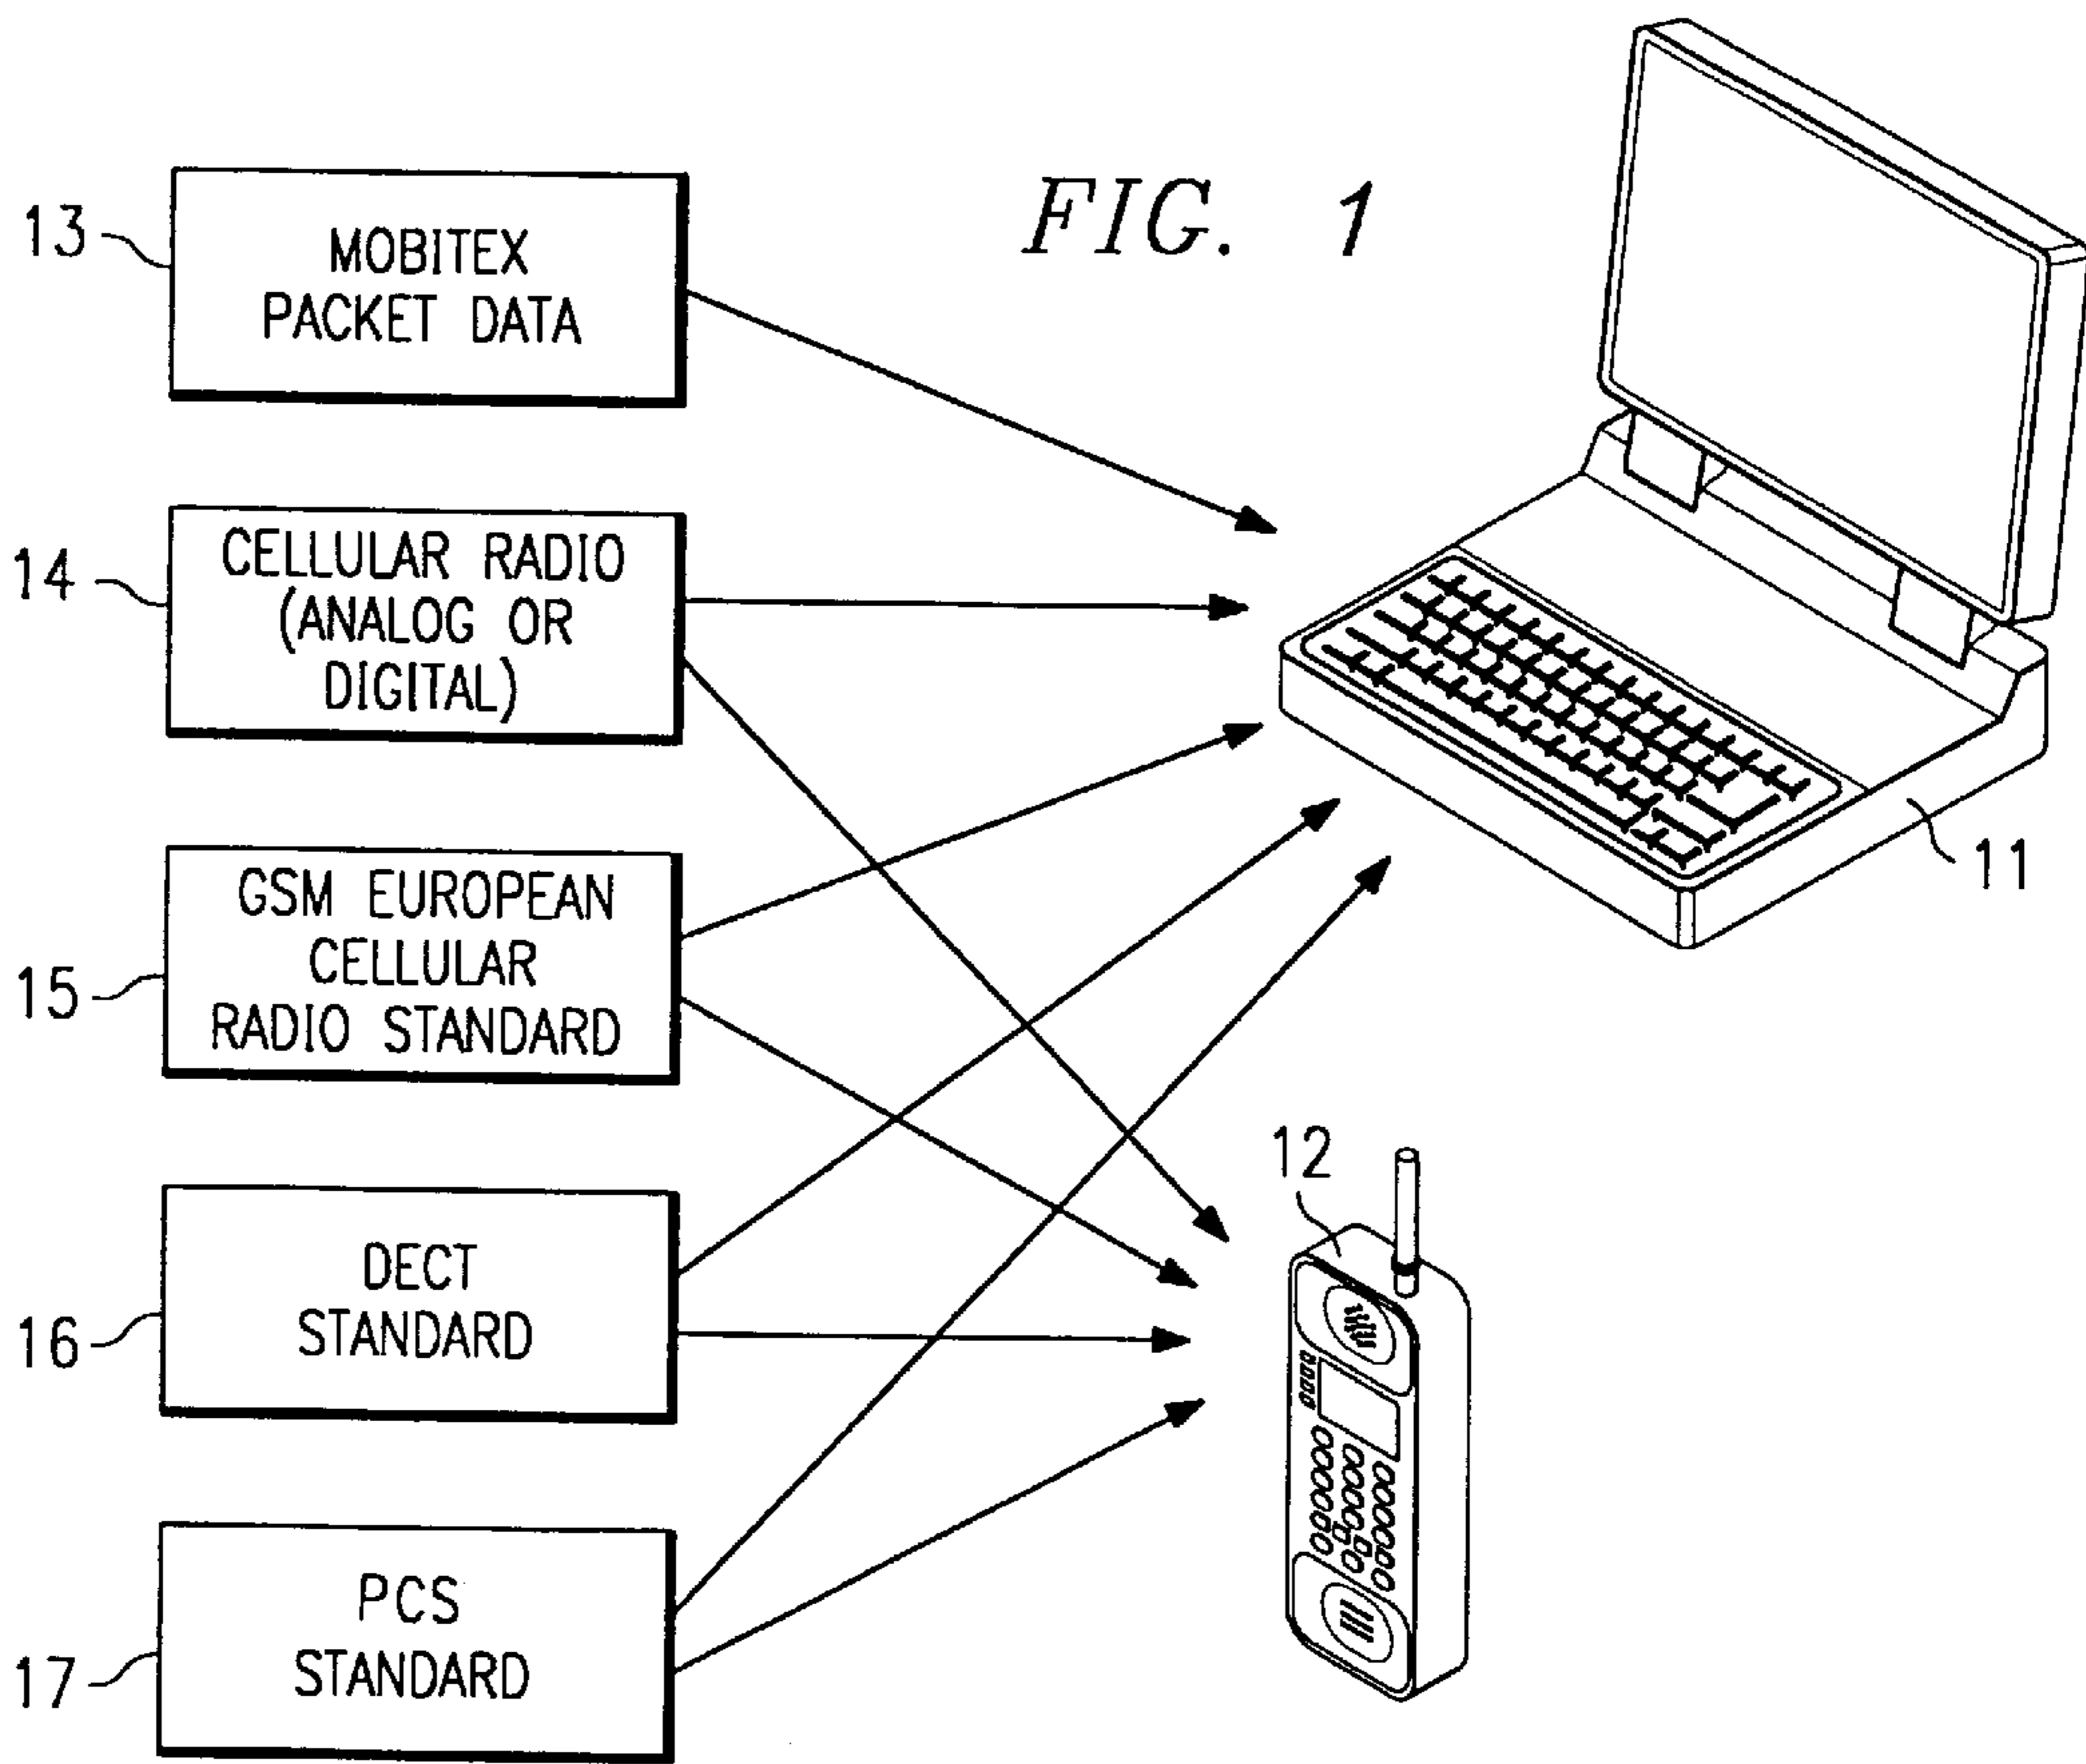 FIG. 1
13
MOBITEX
PACKET DATA
14
CELLULAR RADIO
(ANALOG OR
DIGITAL)
15
GSM EUROPEAN
CELLULAR
RADIO STANDARD
11
12
16
DECT
STANDARD
17
PCS
STANDARD